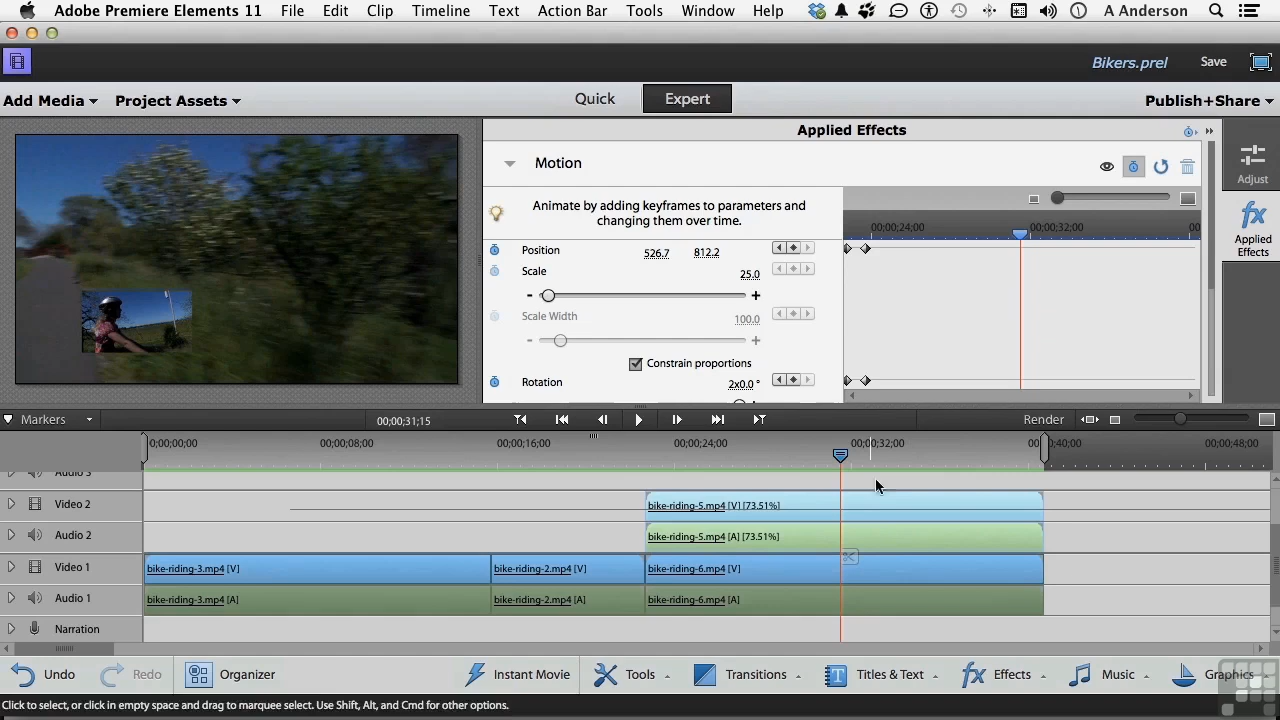 Adobe Premiere Elements 11 File Edit Clip Timeline Text Action Bar Tools Window Help A Anderson
Bikers.prel Save
Add Media Project Assets Quick Expert Publish+Share
Applied Effects
Motion
Adjust
Animate by adding keyframes to parameters and
changing them over time.
00;00;24;00 00;00;32;00 00
Applied
Effects
Position 526.7 812.2
Scale 25.0
- +
Scale Width 100.0
- +
Constrain proportions
Rotation 2x0.0 °
Markers 00;00;31;15 Render
00;00;00;00 00;00;08;00 00;00;16;00 00;00;24;00 00;00;32;00 00;00;40;00 00;00;48;00
Audio 3
Video 2 bike-riding-5.mp4 [V] [73.51%]
Audio 2 bike-riding-5.mp4 [A] [73.51%]
Video 1 bike-riding-3.mp4 [V] bike-riding-2.mp4 [V] bike-riding-6.mp4 [V]
Audio 1 bike-riding-3.mp4 [A] bike-riding-2.mp4 [A] bike-riding-6.mp4 [A]
Narration
Undo Redo Organizer Instant Movie Tools Transitions Titles & Text fx Effects Music Graphics
Click to select, or click in empty space and drag to marquee select. Use Shift, Alt, and Cmd for other options.